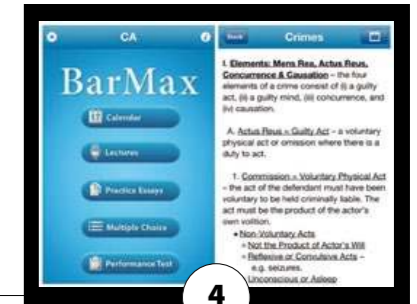 CA
BarMax
Calendar
Lectures
Practice Essays
Multiple Choice
Performance Test
Back
Crimes
I. Elements: Mens Rea, Actus Reus,
Concurrence & Causation – the four
elements of a crime consist of (i) a guilty
act, (ii) a guilty mind, (iii) concurrence, and
(iv) causation.
A. Actus Reus = Guilty Act – a voluntary
physical act or omission where there is a
duty to act.
1. Commission = Voluntary Physical Act
– the act of the defendant must have been
voluntary to be held criminally liable. The
act must be the product of the actor's
own volition.
Non-Voluntary Acts
Not the Product of Actor's Will
Reflexive or Convulsive Acts –
e.g. seizures.
Unconscious or Asleep
4